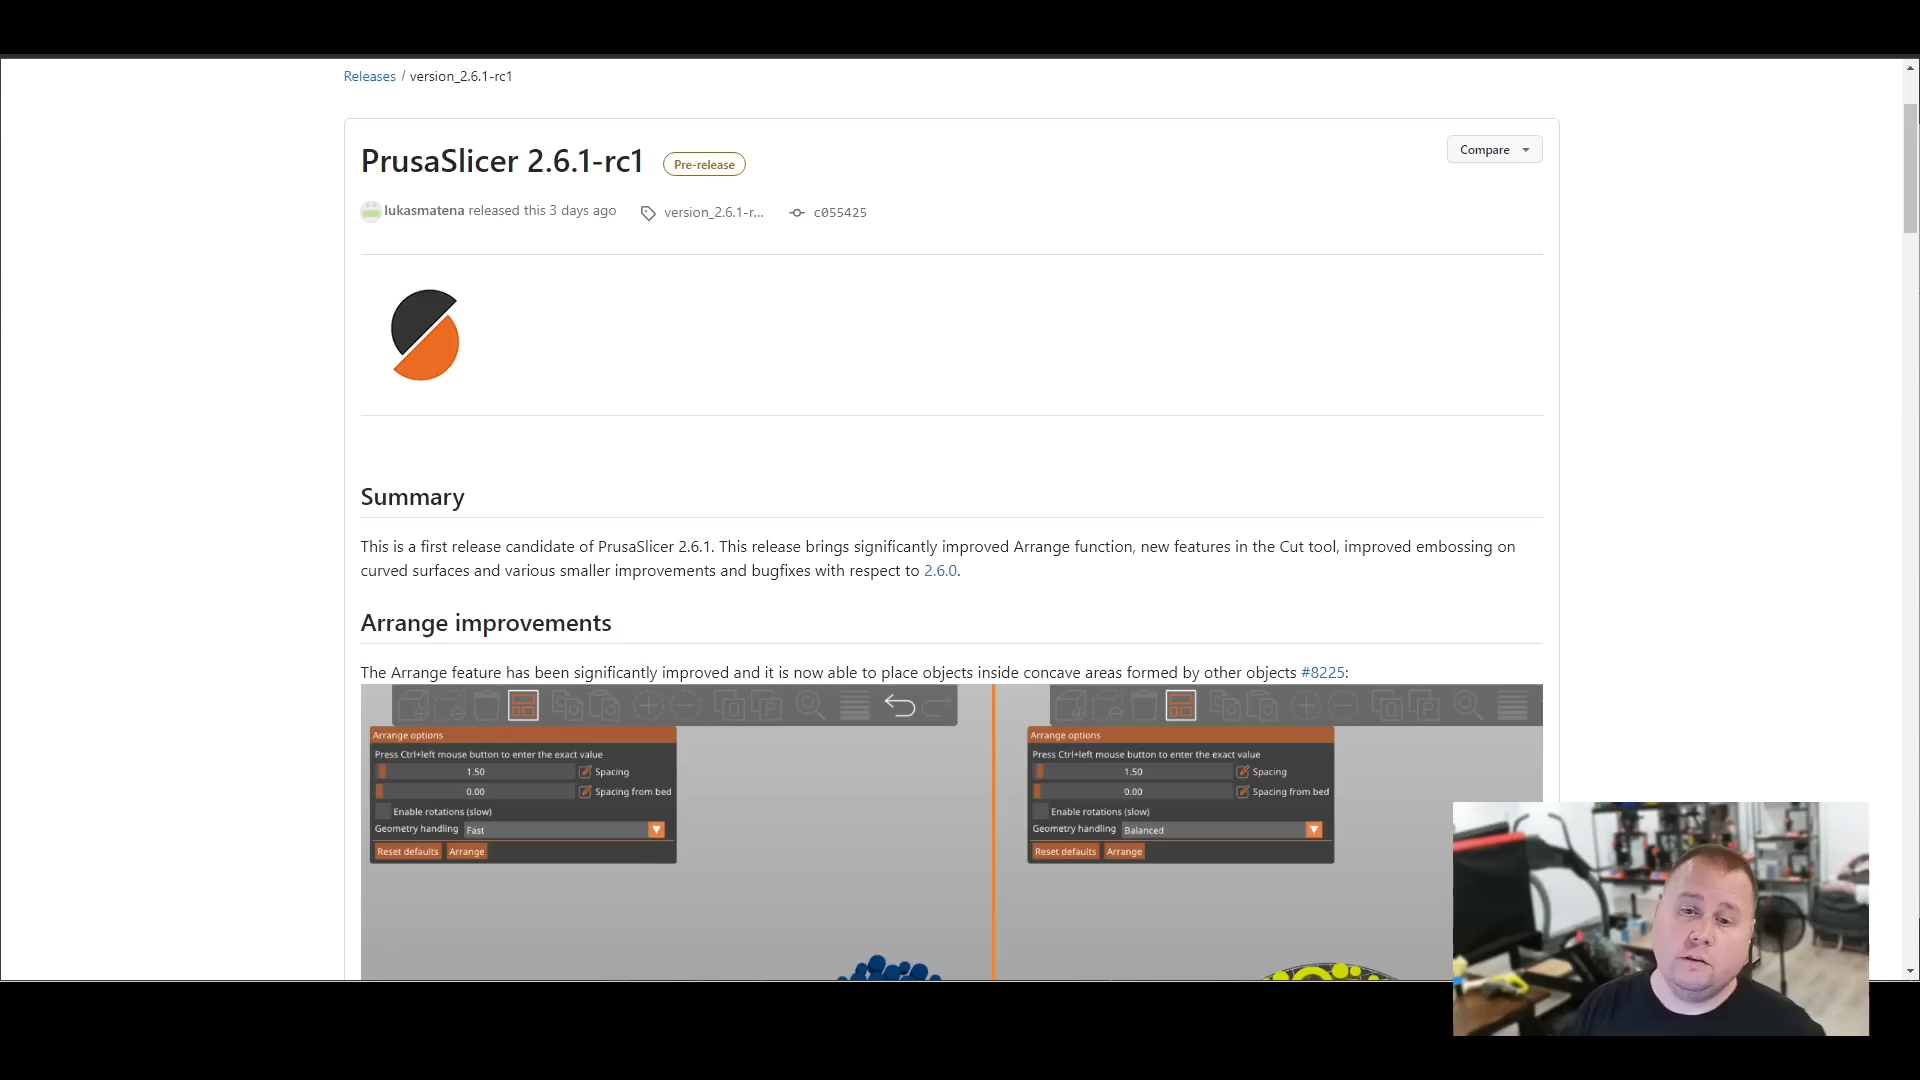 Releases / version_2.6.1-rc1
PrusaSlicer 2.6.1-rc1 Pre-release
Compare
lukasmatena released this 3 days ago version_2.6.1-r... c055425
Summary
This is a first release candidate of PrusaSlicer 2.6.1. This release brings significantly improved Arrange function, new features in the Cut tool, improved embossing on
curved surfaces and various smaller improvements and bugfixes with respect to 2.6.0.
Arrange improvements
The Arrange feature has been significantly improved and it is now able to place objects inside concave areas formed by other objects #8225:
Arrange options
Press Ctrl+left mouse button to enter the exact value
1.50 Spacing
0.00 Spacing from bed
Enable rotations (slow)
Geometry handling Fast
Reset defaults Arrange
Arrange options
Press Ctrl+left mouse button to enter the exact value
1.50 Spacing
0.00 Spacing from bed
Enable rotations (slow)
Geometry handling Balanced
Reset defaults Arrange